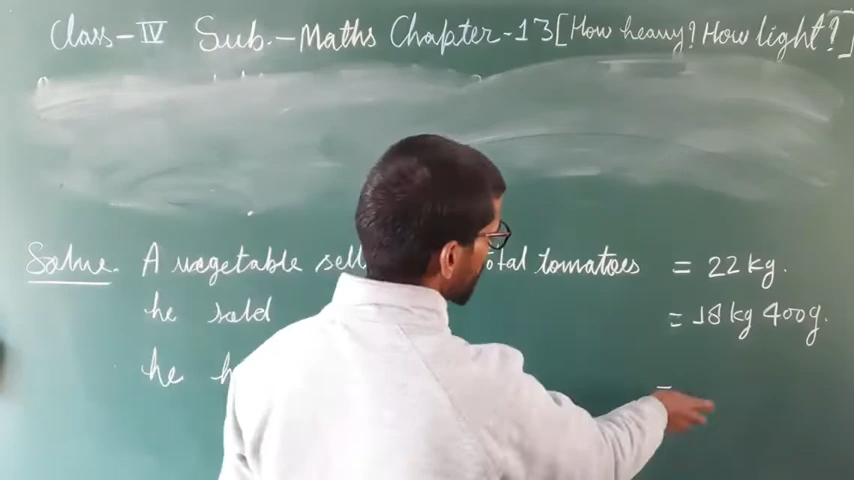 Class-IV Sub.-Maths Chapter-13[How heavy? How light?]
Solve. A vegetable sell total tomatoes = 22 kg.
he sold = 18 kg 400g.
he h =